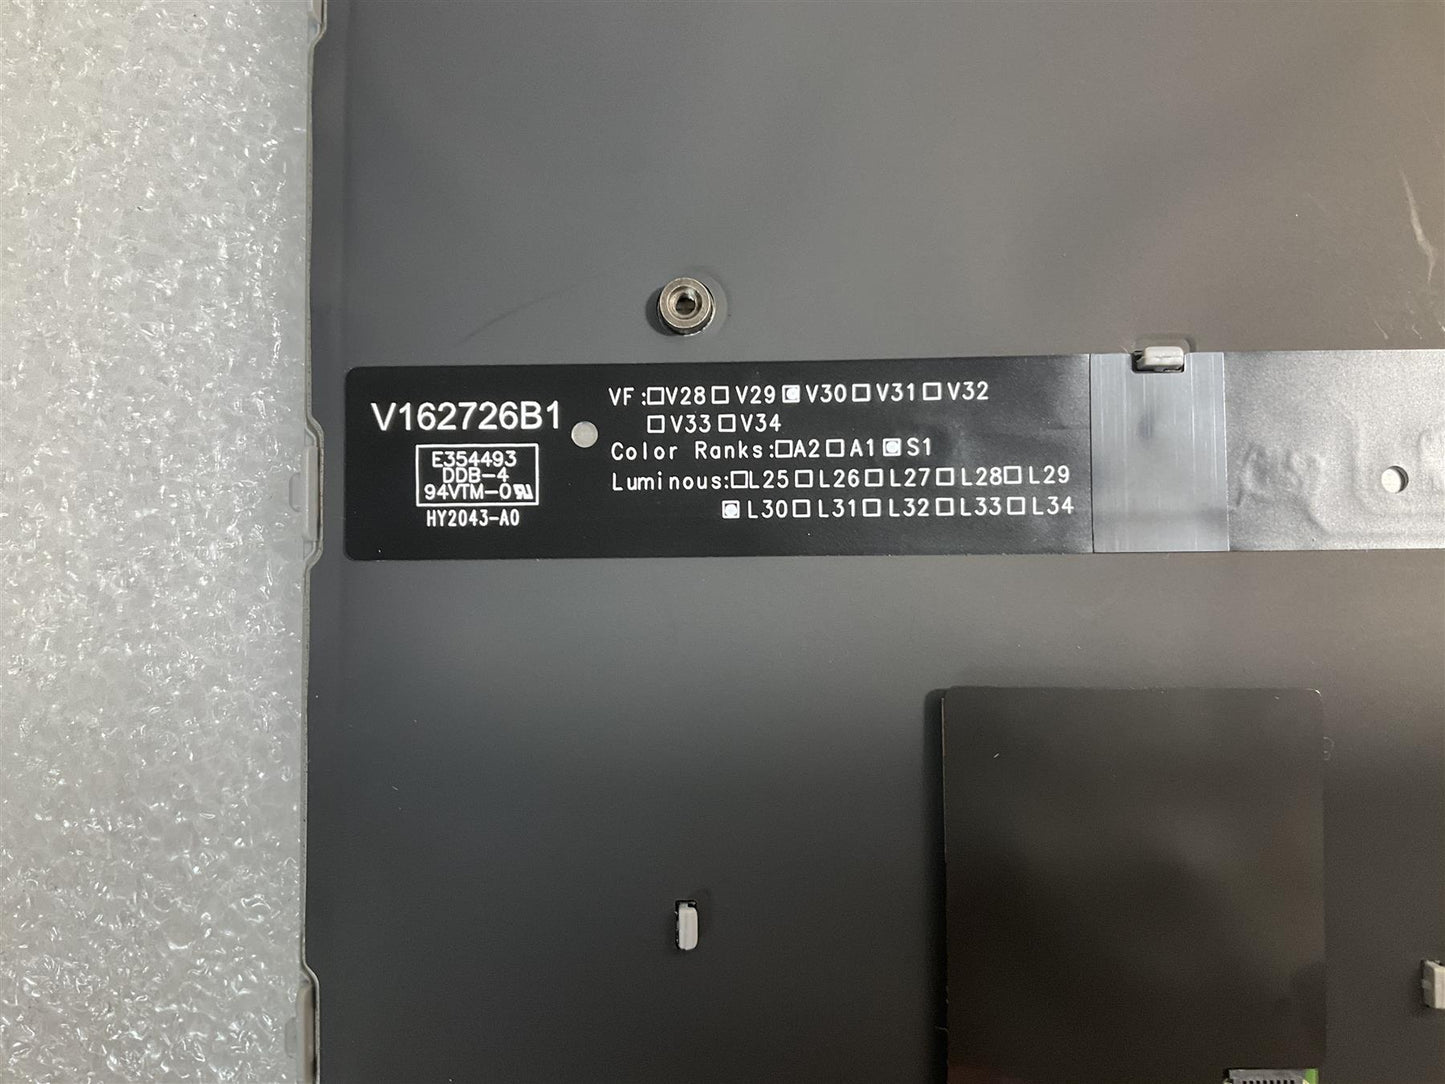 V162726B1
E354493
DDB-4
94VTM-0
HY2043-A0
VF:☐V28☐ V29☑V30☐ V31☐ V32
☐V33☐V34
Color Ranks:☐A2☐ A1☑S1
Luminous:☐L25☐ L26☐ L27☐ L28☐ L29
☑L30☐ L31☐ L32☐ L33☐ L34